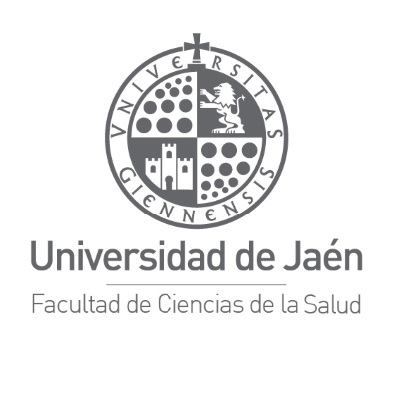 VNIVERSITAS GIENNENSIS
Universidad de Jaén
Facultad de Ciencias de la Salud